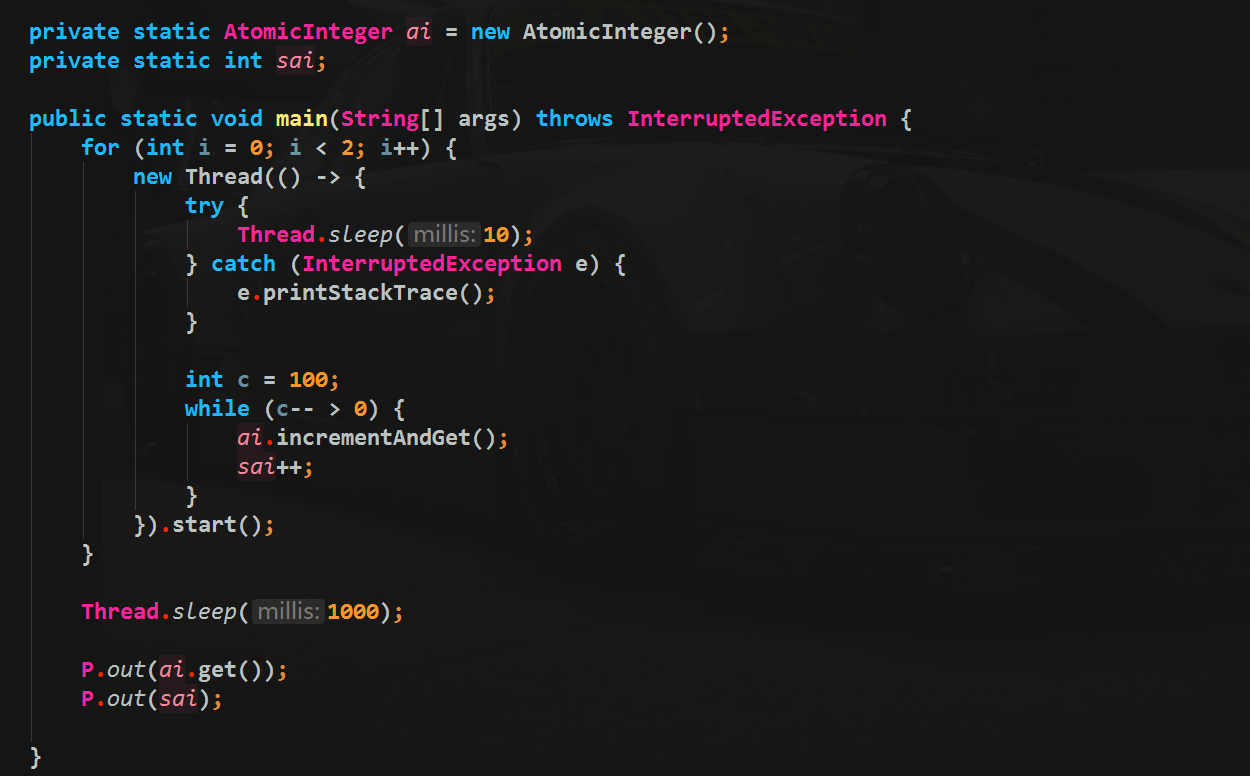 private static AtomicInteger ai = new AtomicInteger();
private static int sai;
public static void main(String[] args) throws InterruptedException {
for (int i = 0; i < 2; i++) {
new Thread(() -> {
try {
Thread.sleep( millis: 10);
} catch (InterruptedException e) {
e.printStackTrace();
}
int c = 100;
while (c-- > 0) {
ai.incrementAndGet();
sai++;
}
}).start();
}
Thread.sleep( millis: 1000);
P.out(ai.get());
P.out(sai);
}